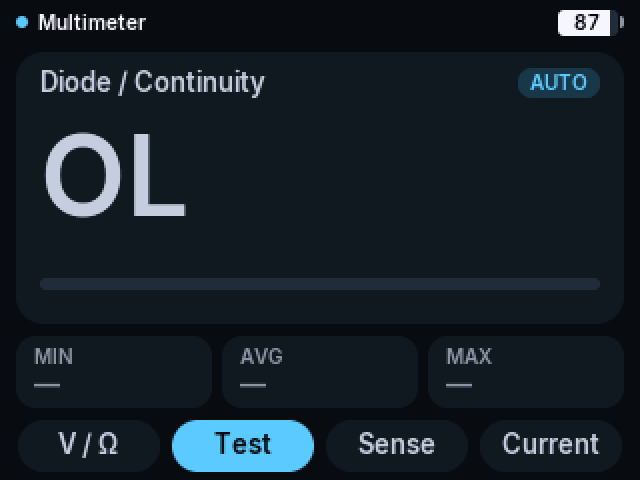 Multimeter
87
Diode / Continuity
AUTO
OL
MIN
AVG
MAX
—
—
—
V / Ω
Test
Sense
Current